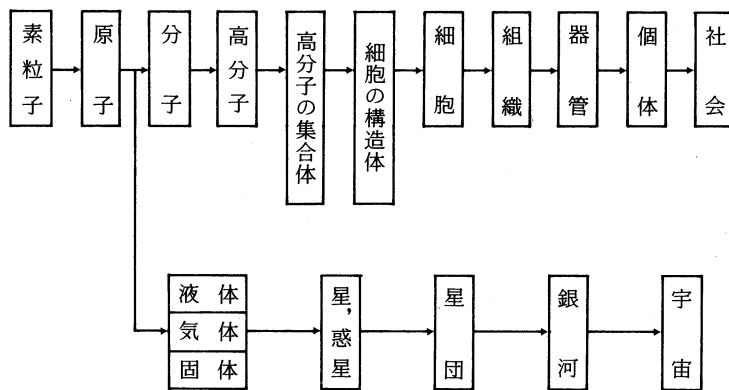 素粒子
原子
分子
高分子
高分子の集合体
細胞の構造体
細胞
組織
器管
個体
社会
液体
気体
固体
星,惑星
星団
銀河
宇宙